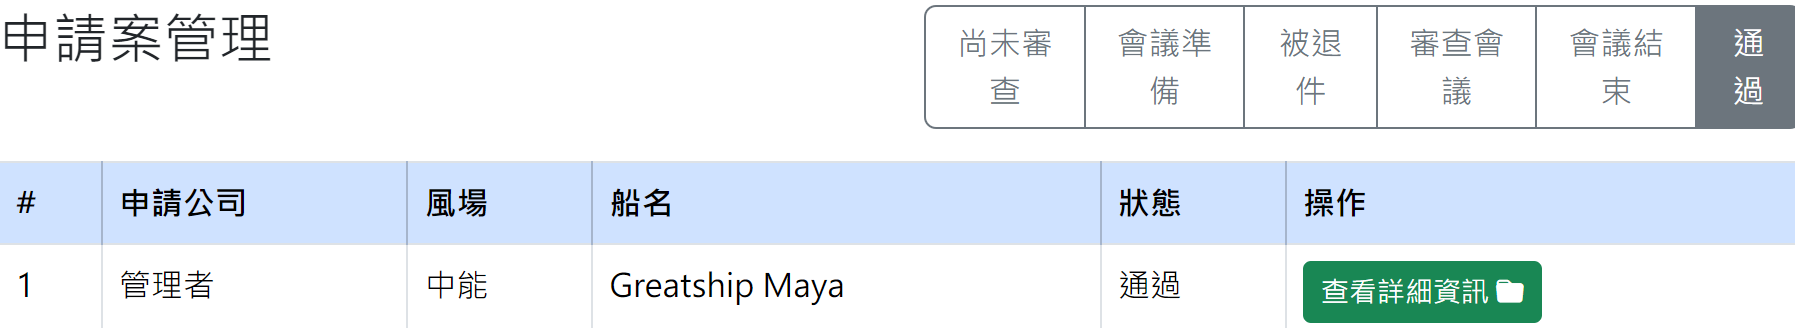 申請案管理
尚未審
查
會議準
備
被退
件
審查會
議
會議結
束
通
過
# 申請公司 風場 船名 狀態 操作
1 管理者 中能 Greatship Maya 通過 查看詳細資訊